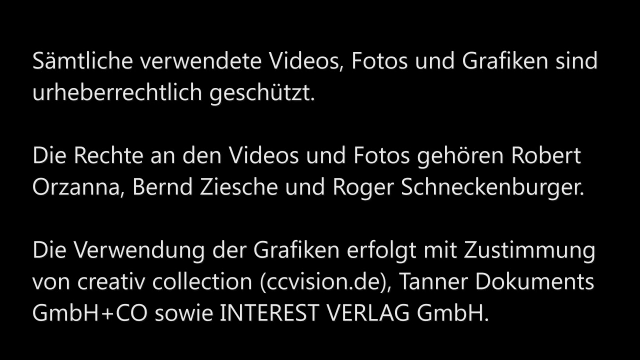 Sämtliche verwendete Videos, Fotos und Grafiken sind
urheberrechtlich geschützt.
Die Rechte an den Videos und Fotos gehören Robert
Orzanna, Bernd Ziesche und Roger Schneckenburger.
Die Verwendung der Grafiken erfolgt mit Zustimmung
von creativ collection (ccvision.de), Tanner Dokuments
GmbH+CO sowie INTEREST VERLAG GmbH.